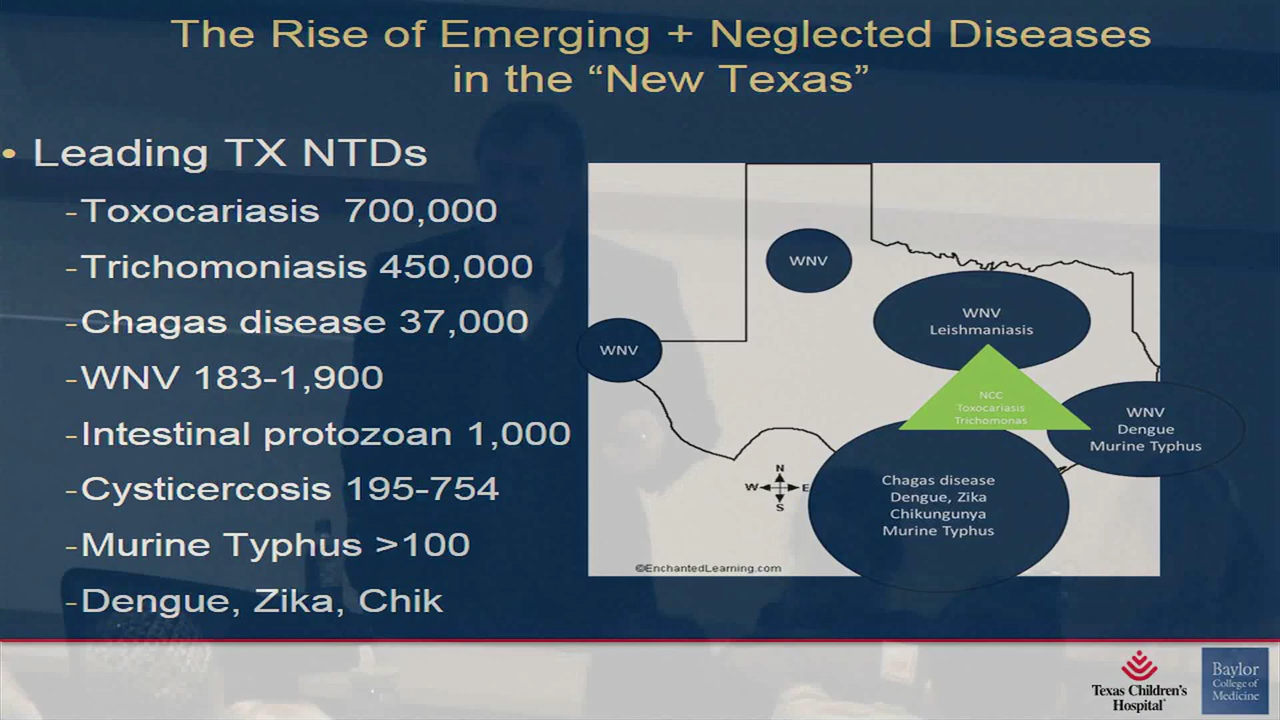 The Rise of Emerging + Neglected Diseases
in the “New Texas”
• Leading TX NTDs
-Toxocariasis 700,000
-Trichomoniasis 450,000
-Chagas disease 37,000
-WNV 183-1,900
-Intestinal protozoan 1,000
-Cysticercosis 195-754
-Murine Typhus >100
-Dengue, Zika, Chik
WNV
WNV
Leishmaniasis
WNV
NCC
Toxocariasis
Trichomonas
WNV
Dengue
Murine Typhus
Chagas disease
Dengue, Zika
Chikungunya
Murine Typhus
N
W E
S
©EnchantedLearning.com
Texas Children's
Hospital
Baylor
College of
Medicine